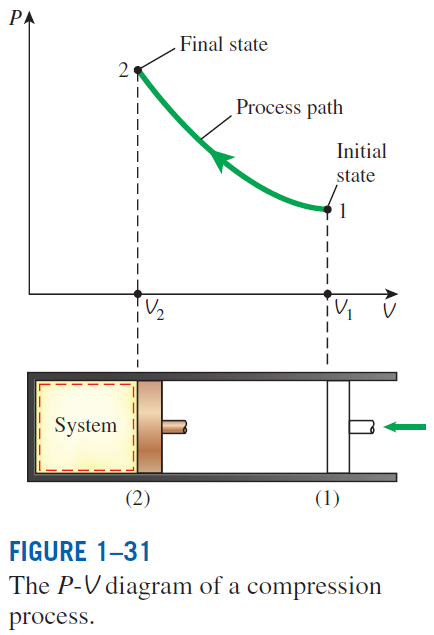 P
Final state
2
Process path
Initial
state
1
V₂
V₁
V
System
(2)
(1)
FIGURE 1–31
The P-V diagram of a compression
process.